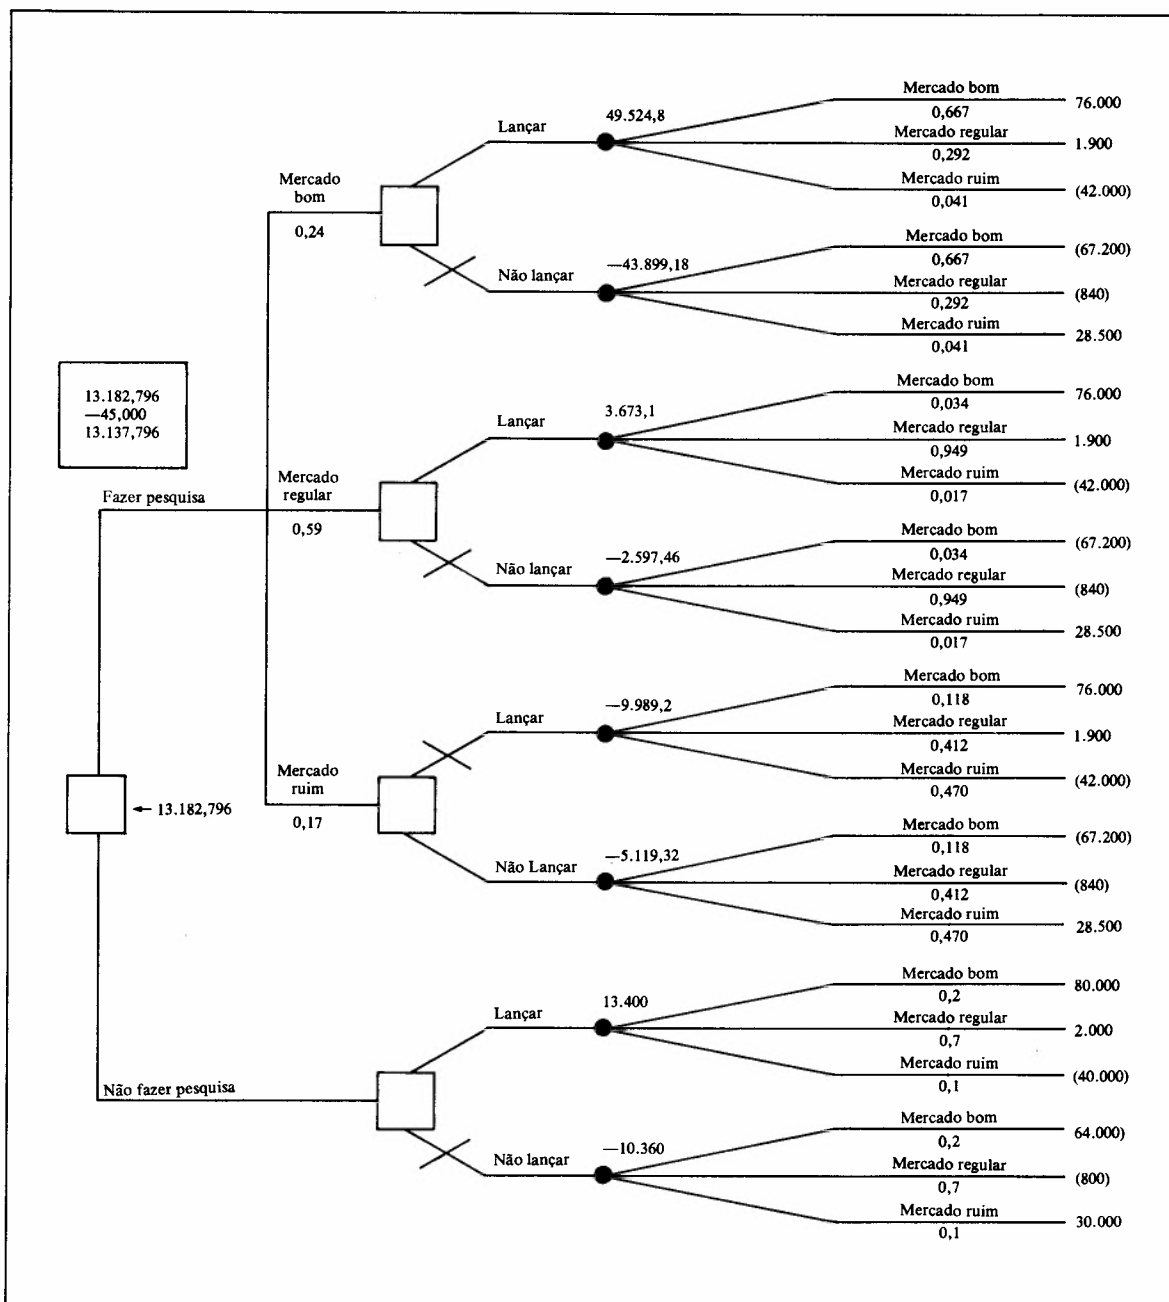 Mercado bom
76.000
0,667
49.524,8
Lançar
Mercado regular
1.900
0,292
Mercado ruim
(42.000)
0,041
Mercado
bom
0,24
Mercado bom
(67.200)
0,667
—43.899,18
Não lançar
Mercado regular
(840)
0,292
Mercado ruim
28.500
0,041
13.182,796
—45,000
13.137,796
Mercado bom
76.000
0,034
3.673,1
Lançar
Mercado regular
1.900
0,949
Mercado ruim
(42.000)
0,017
Fazer pesquisa
Mercado
regular
0,59
Mercado bom
(67.200)
0,034
—2.597,46
Não lançar
Mercado regular
(840)
0,949
Mercado ruim
28.500
0,017
Mercado bom
76.000
0,118
—9.989,2
Lançar
Mercado regular
1.900
0,412
Mercado ruim
(42.000)
0,470
Mercado
ruim
0,17
13.182,796
Mercado bom
(67.200)
0,118
—5.119,32
Não Lançar
Mercado regular
(840)
0,412
Mercado ruim
28.500
0,470
Mercado bom
80.000
0,2
13.400
Lançar
Mercado regular
2.000
0,7
Mercado ruim
(40.000)
0,1
Não fazer pesquisa
Mercado bom
64.000)
0,2
—10.360
Não lançar
Mercado regular
(800)
0,7
Mercado ruim
30.000
0,1